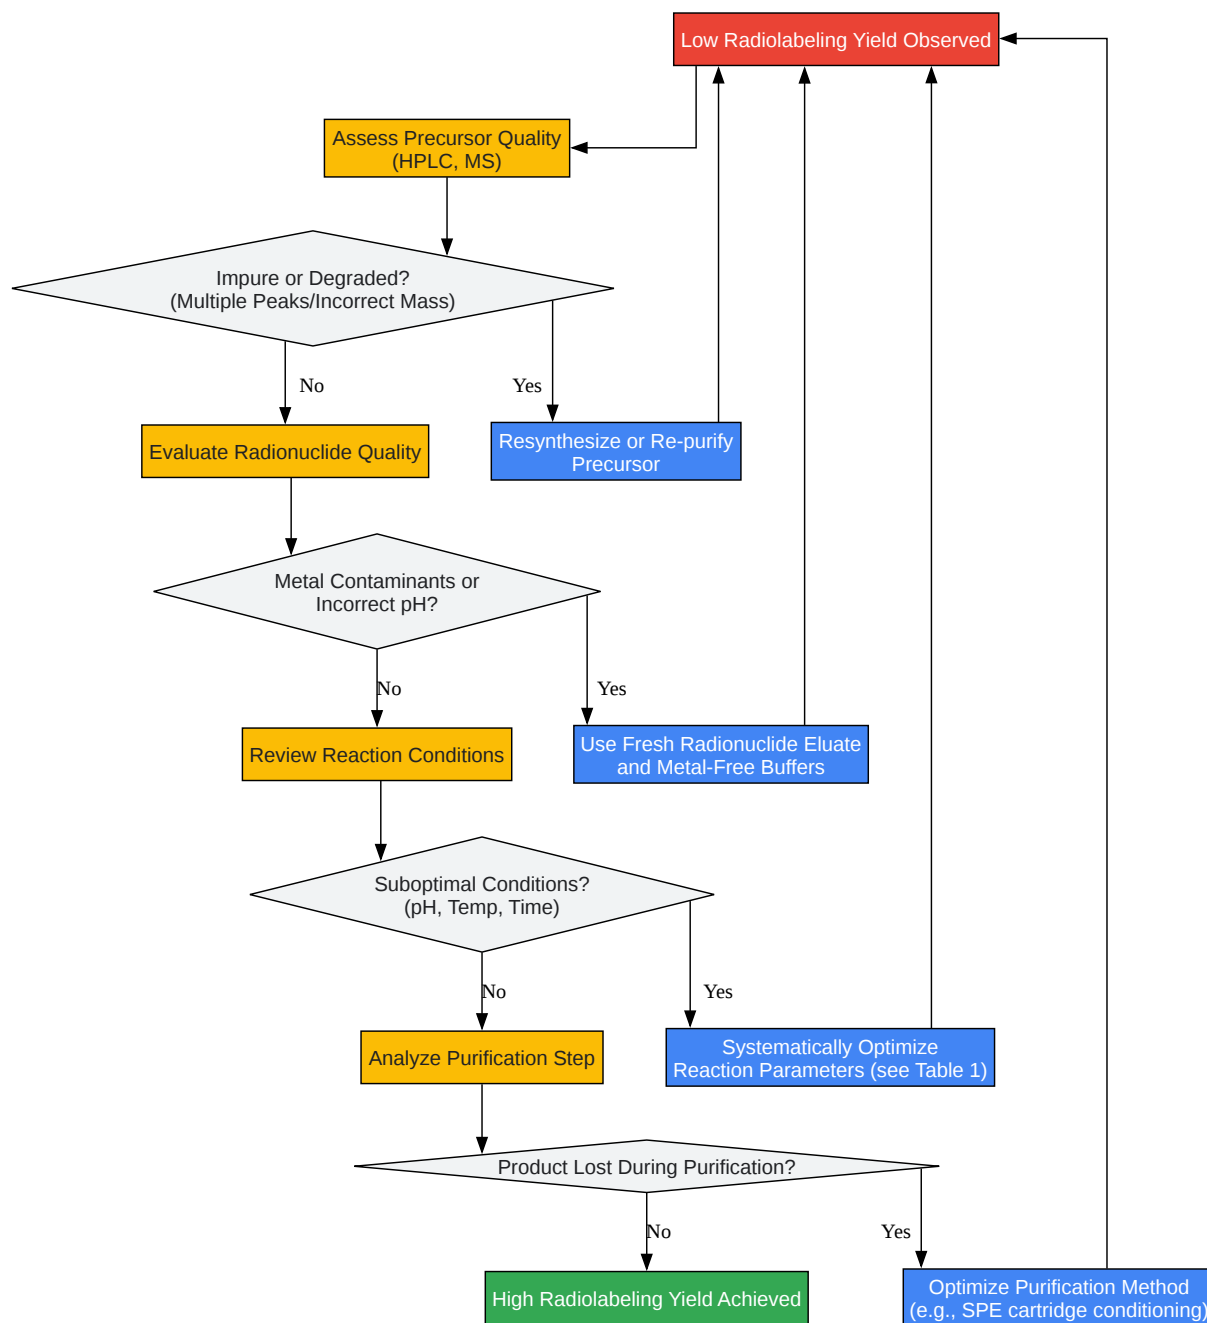 Low Radiolabeling Yield Observed
Assess Precursor Quality
(HPLC, MS)
Impure or Degraded?
(Multiple Peaks/Incorrect Mass)
No
Yes
Evaluate Radionuclide Quality
Resynthesize or Re-purify
Precursor
Metal Contaminants or
Incorrect pH?
No
Yes
Review Reaction Conditions
Use Fresh Radionuclide Eluate
and Metal-Free Buffers
Suboptimal Conditions?
(pH, Temp, Time)
No
Yes
Analyze Purification Step
Systematically Optimize
Reaction Parameters (see Table 1)
Product Lost During Purification?
No
Yes
High Radiolabeling Yield Achieved
Optimize Purification Method
(e.g., SPE cartridge conditioning)